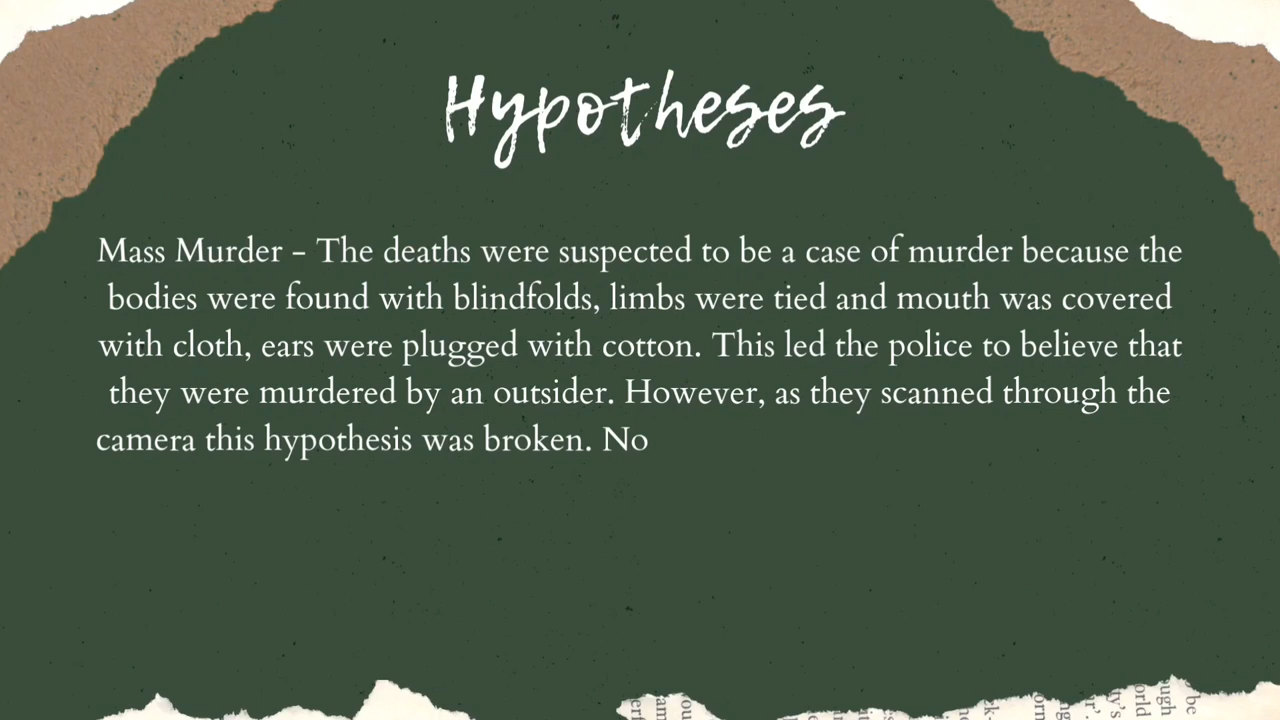 Hypotheses
Mass Murder - The deaths were suspected to be a case of murder because the
bodies were found with blindfolds, limbs were tied and mouth was covered
with cloth, ears were plugged with cotton. This led the police to believe that
they were murdered by an outsider. However, as they scanned through the
camera this hypothesis was broken. No